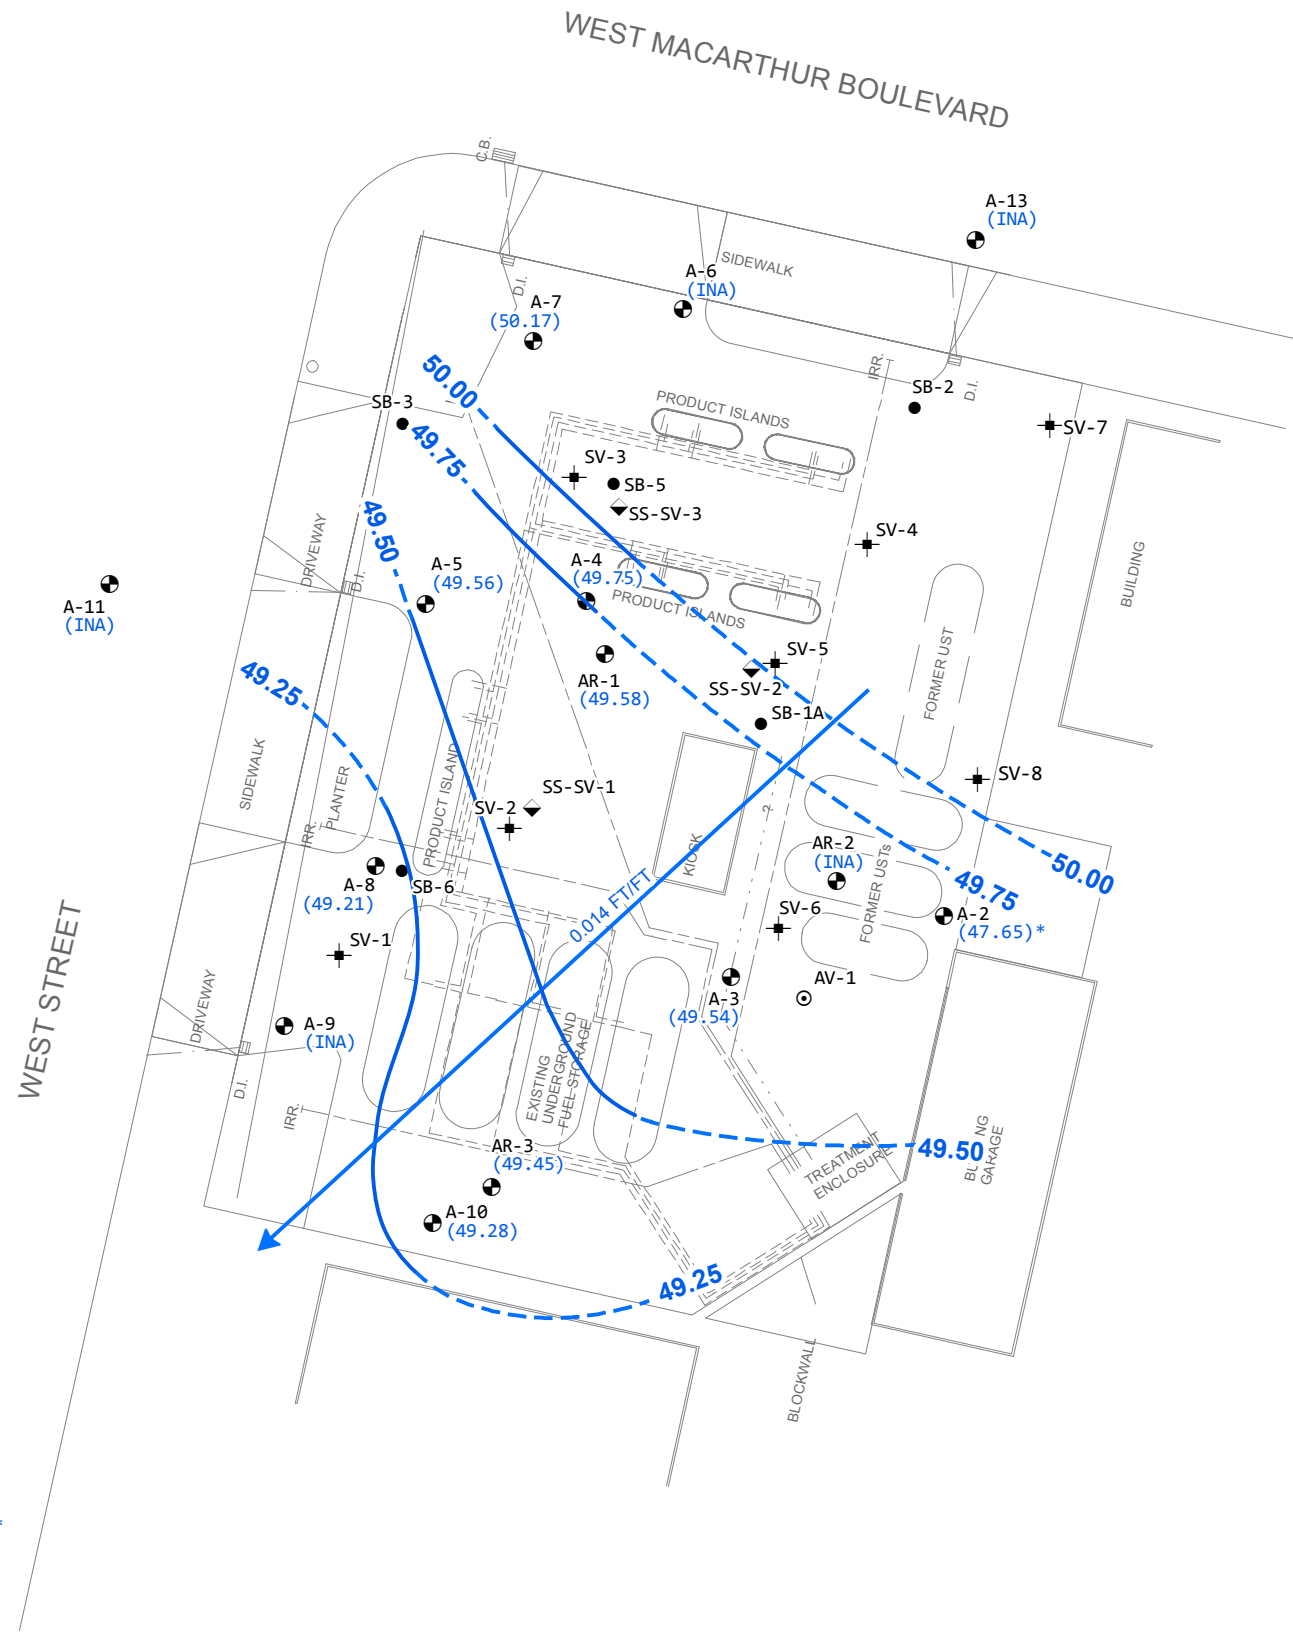 WEST MACARTHUR BOULEVARD
C.B.
A-13
(INA)
SIDEWALK
A-6
(INA)
D.I.
A-7
(50.17)
50.00
IRR.
SB-2
D.I.
SB-3
PRODUCT ISLANDS
SV-7
49.75
SV-3
SB-5
SS-SV-3
49.50
DRIVEWAY
SV-4
BUILDING
D.I.
A-5
(49.56)
A-4
(49.75)
PRODUCT ISLANDS
A-11
(INA)
AR-1
(49.58)
SV-5
SS-SV-2
FORMER UST
49.25
SB-1A
SIDEWALK
PLANTER
PRODUCT ISLAND
SS-SV-1
SV-2
SV-8
?
IRR.
KIOSK
AR-2
(INA)
50.00
A-8
(49.21)
SB-6
0.014 FT/FT
FORMER USTs
49.75
A-2
(47.65)*
SV-6
SV-1
WEST STREET
DRIVEWAY
A-3
(49.54)
AV-1
A-9
(INA)
EXISTING
UNDERGROUND
FUEL STORAGE
D.I.
IRR.
AR-3
(49.45)
TREATMENT
ENCLOSURE
49.50
NG
GARAGE
A-10
(49.28)
49.25
BLOCKWALL
*